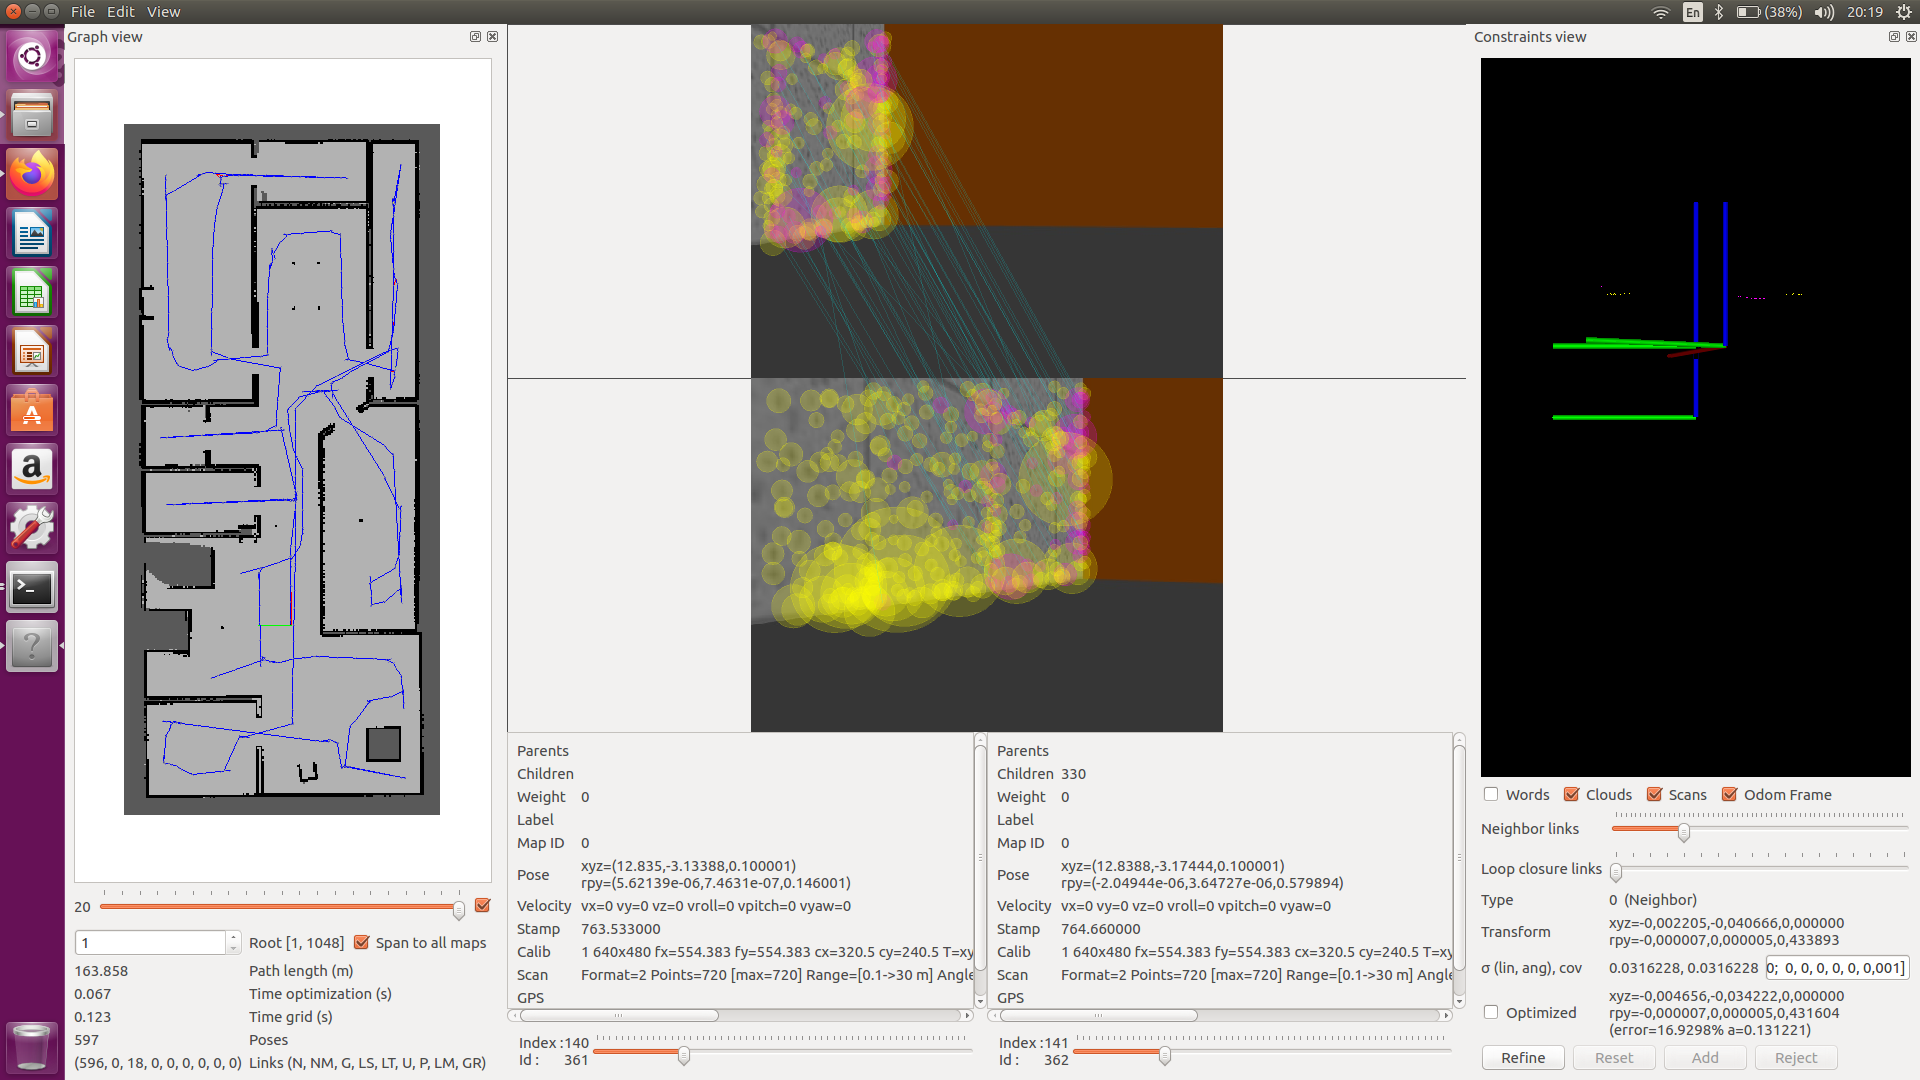 File Edit View
En
(38%)
20:19
Graph view
20
1
Root [1, 1048]
Span to all maps
163.858 Path length (m)
0.067 Time optimization (s)
0.123 Time grid (s)
597 Poses
(596, 0, 18, 0, 0, 0, 0, 0, 0) Links (N, NM, G, LS, LT, U, P, LM, GR)
Parents
Children
Weight 0
Label
Map ID 0
Pose xyz=(12.835,-3.13388,0.100001)
rpy=(5.62139e-06,7.4631e-07,0.146001)
Velocity vx=0 vy=0 vz=0 vroll=0 vpitch=0 vyaw=0
Stamp 763.533000
Calib 1 640x480 fx=554.383 fy=554.383 cx=320.5 cy=240.5 T=xy
Scan Format=2 Points=720 [max=720] Range=[0.1->30 m] Angle
GPS
Index :140
Id : 361
Parents
Children 330
Weight 0
Label
Map ID 0
Pose xyz=(12.8388,-3.17444,0.100001)
rpy=(-2.04944e-06,3.64727e-06,0.579894)
Velocity vx=0 vy=0 vz=0 vroll=0 vpitch=0 vyaw=0
Stamp 764.660000
Calib 1 640x480 fx=554.383 fy=554.383 cx=320.5 cy=240.5 T=xy
Scan Format=2 Points=720 [max=720] Range=[0.1->30 m] Angle
GPS
Index :141
Id : 362
Constraints view
Words Clouds Scans Odom Frame
Neighbor links
Loop closure links
Type 0 (Neighbor)
Transform xyz=-0,002205,-0,040666,0,000000
rpy=-0,000007,0,000005,0,433893
σ (lin, ang), cov 0.0316228, 0.0316228 0; 0, 0, 0, 0, 0, 0,001]
Optimized xyz=-0,004656,-0,034222,0,000000
rpy=-0,000007,0,000005,0,431604
(error=16.9298% a=0.131221)
Refine Reset Add Reject